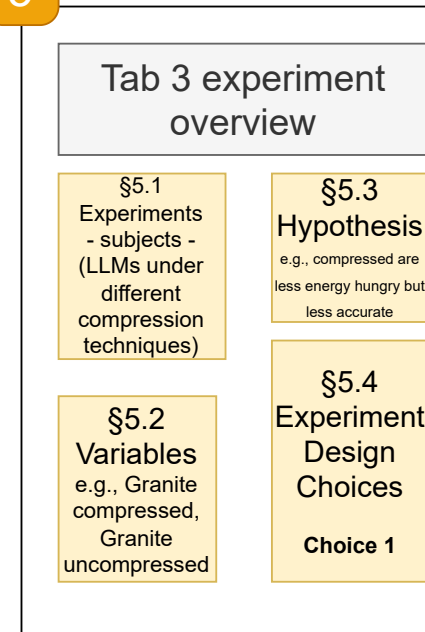 Tab 3 experiment
overview
§5.1
Experiments
- subjects -
(LLMs under
different
compression
techniques)
§5.2
Variables
e.g., Granite
compressed,
Granite
uncompressed
§5.3
Hypothesis
e.g., compressed are
less energy hungry but
less accurate
§5.4
Experiment
Design
Choices
Choice 1